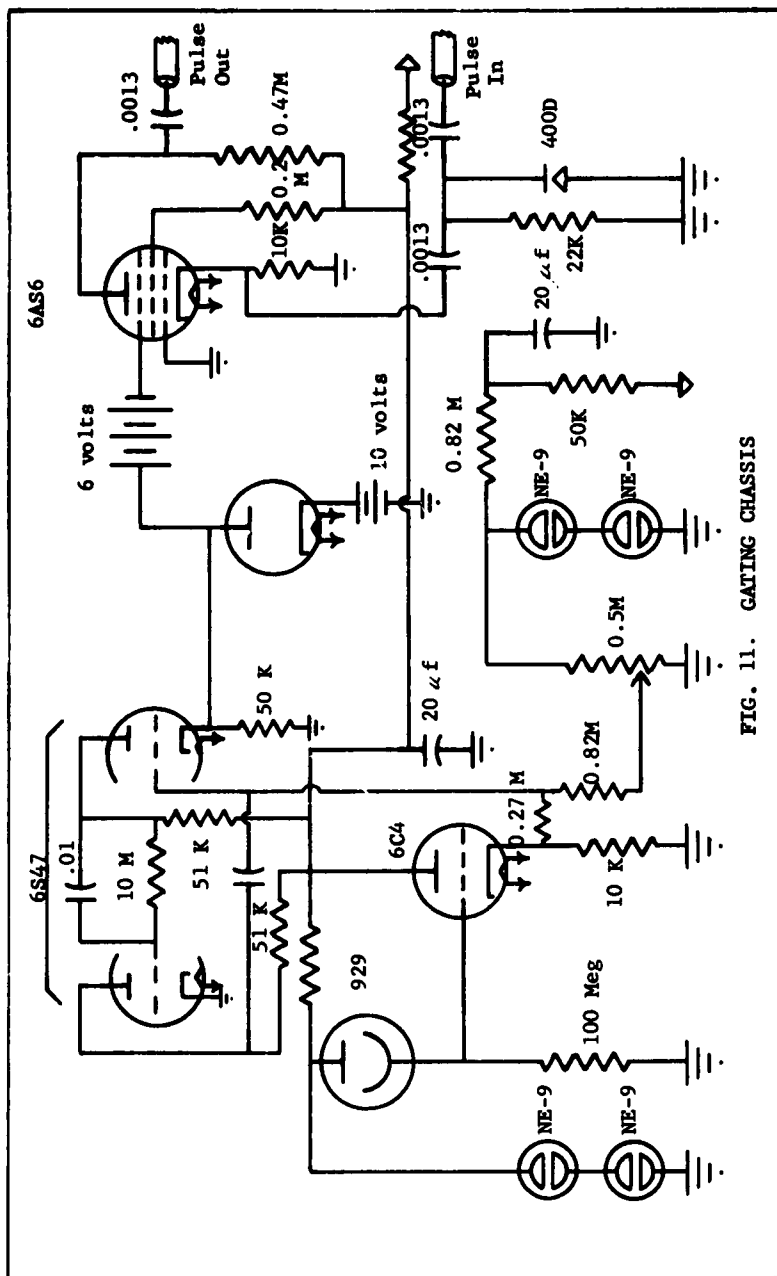 6AS6
.0013
Pulse
Out
0.47M
0.2
M
10K
6 volts
10 volts
.0013
.0013
Pulse
In
400D
22K
20 µf
0.82 M
50K
NE-9
NE-9
0.5M
0.82M
0.27 M
6S47
.01
10 M
51 K
50 K
20 µf
51 K
6C4
10 K
929
100 Meg
NE-9
NE-9
FIG. 11. GATING CHASSIS